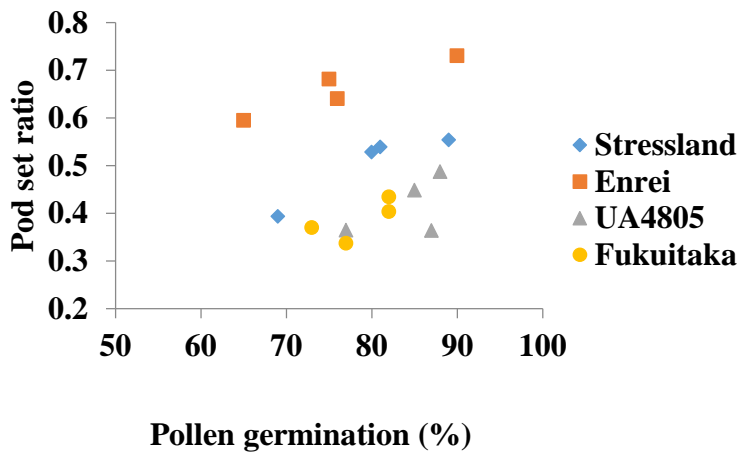 0.8
0.7
0.6
0.5
0.4
0.3
0.2
Pod set ratio
50 60 70 80 90 100
Pollen germination (%)
Stressland
Enrei
UA4805
Fukuitaka